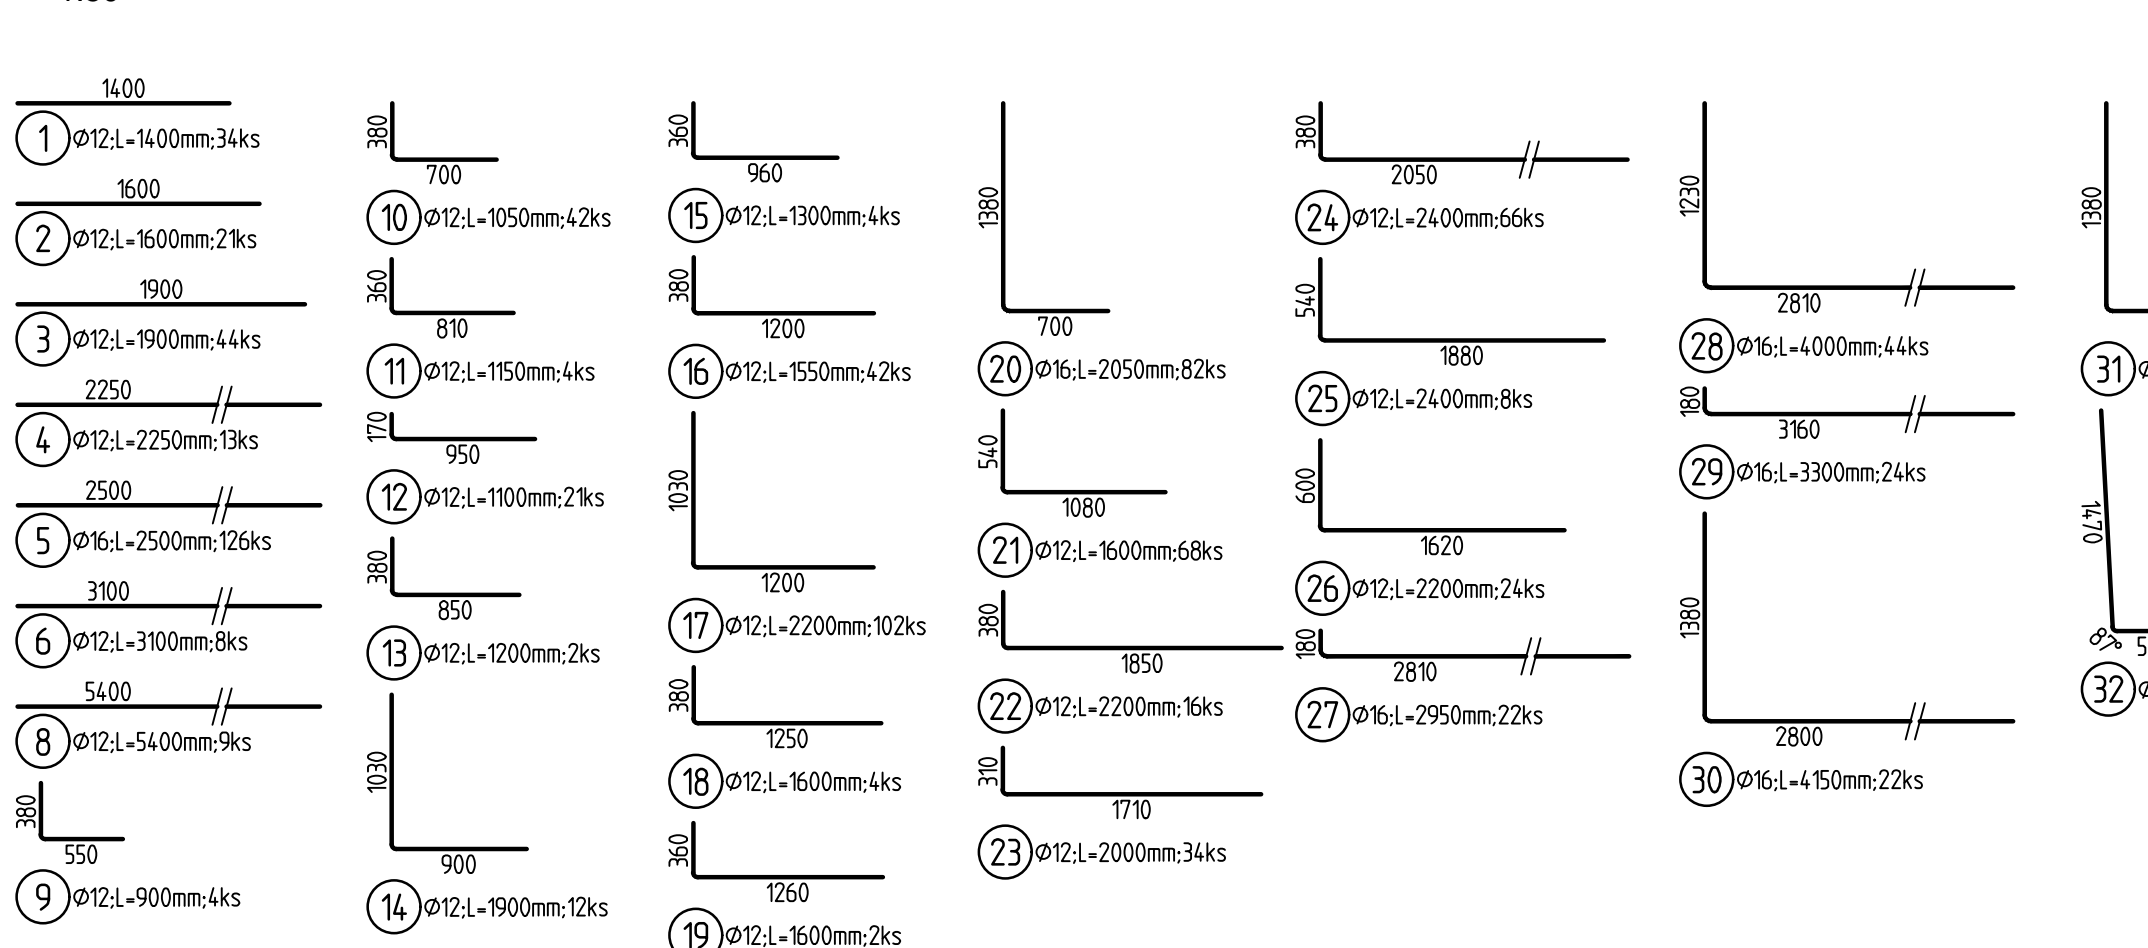 1400
1 Ø12;L=1400mm;34ks
1600
2 Ø12;L=1600mm;21ks
1900
3 Ø12;L=1900mm;44ks
2250
4 Ø12;L=2250mm;13ks
2500
5 Ø16;L=2500mm;126ks
3100
6 Ø12;L=3100mm;8ks
5400
8 Ø12;L=5400mm;9ks
380
550
9 Ø12;L=900mm;4ks
380
700
10 Ø12;L=1050mm;42ks
360
810
11 Ø12;L=1150mm;4ks
170
950
12 Ø12;L=1100mm;21ks
380
850
13 Ø12;L=1200mm;2ks
1030
900
14 Ø12;L=1900mm;12ks
360
960
15 Ø12;L=1300mm;4ks
380
1200
16 Ø12;L=1550mm;42ks
1030
1200
17 Ø12;L=2200mm;102ks
380
1250
18 Ø12;L=1600mm;4ks
360
1260
19 Ø12;L=1600mm;2ks
1380
700
20 Ø16;L=2050mm;82ks
540
1080
21 Ø12;L=1600mm;68ks
380
1850
22 Ø12;L=2200mm;16ks
310
1710
23 Ø12;L=2000mm;34ks
380
2050
24 Ø12;L=2400mm;66ks
540
1880
25 Ø12;L=2400mm;8ks
600
1620
26 Ø12;L=2200mm;24ks
180
2810
27 Ø16;L=2950mm;22ks
1230
2810
28 Ø16;L=4000mm;44ks
180
3160
29 Ø16;L=3300mm;24ks
1380
2800
30 Ø16;L=4150mm;22ks
1380
31 Ø
1470
87°
5
32 Ø